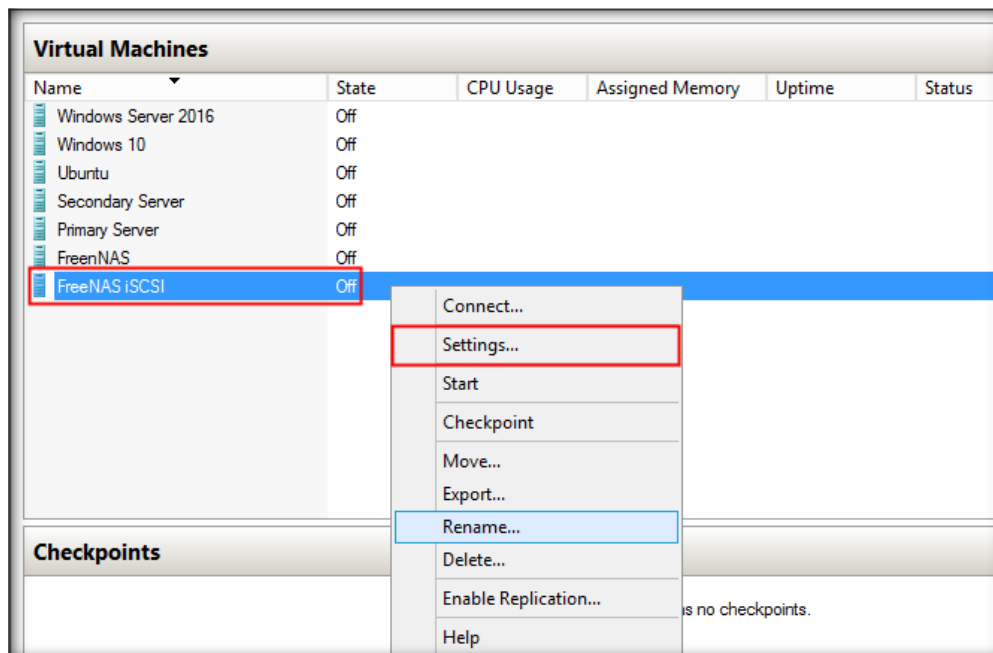 Virtual Machines
Name State CPU Usage Assigned Memory Uptime Status
Windows Server 2016 Off
Windows 10 Off
Ubuntu Off
Secondary Server Off
Primary Server Off
FreenNAS Off
FreeNAS iSCSI Off
Connect...
Settings...
Start
Checkpoint
Move...
Export...
Rename...
Delete...
Enable Replication...
Help
Checkpoints
no checkpoints.